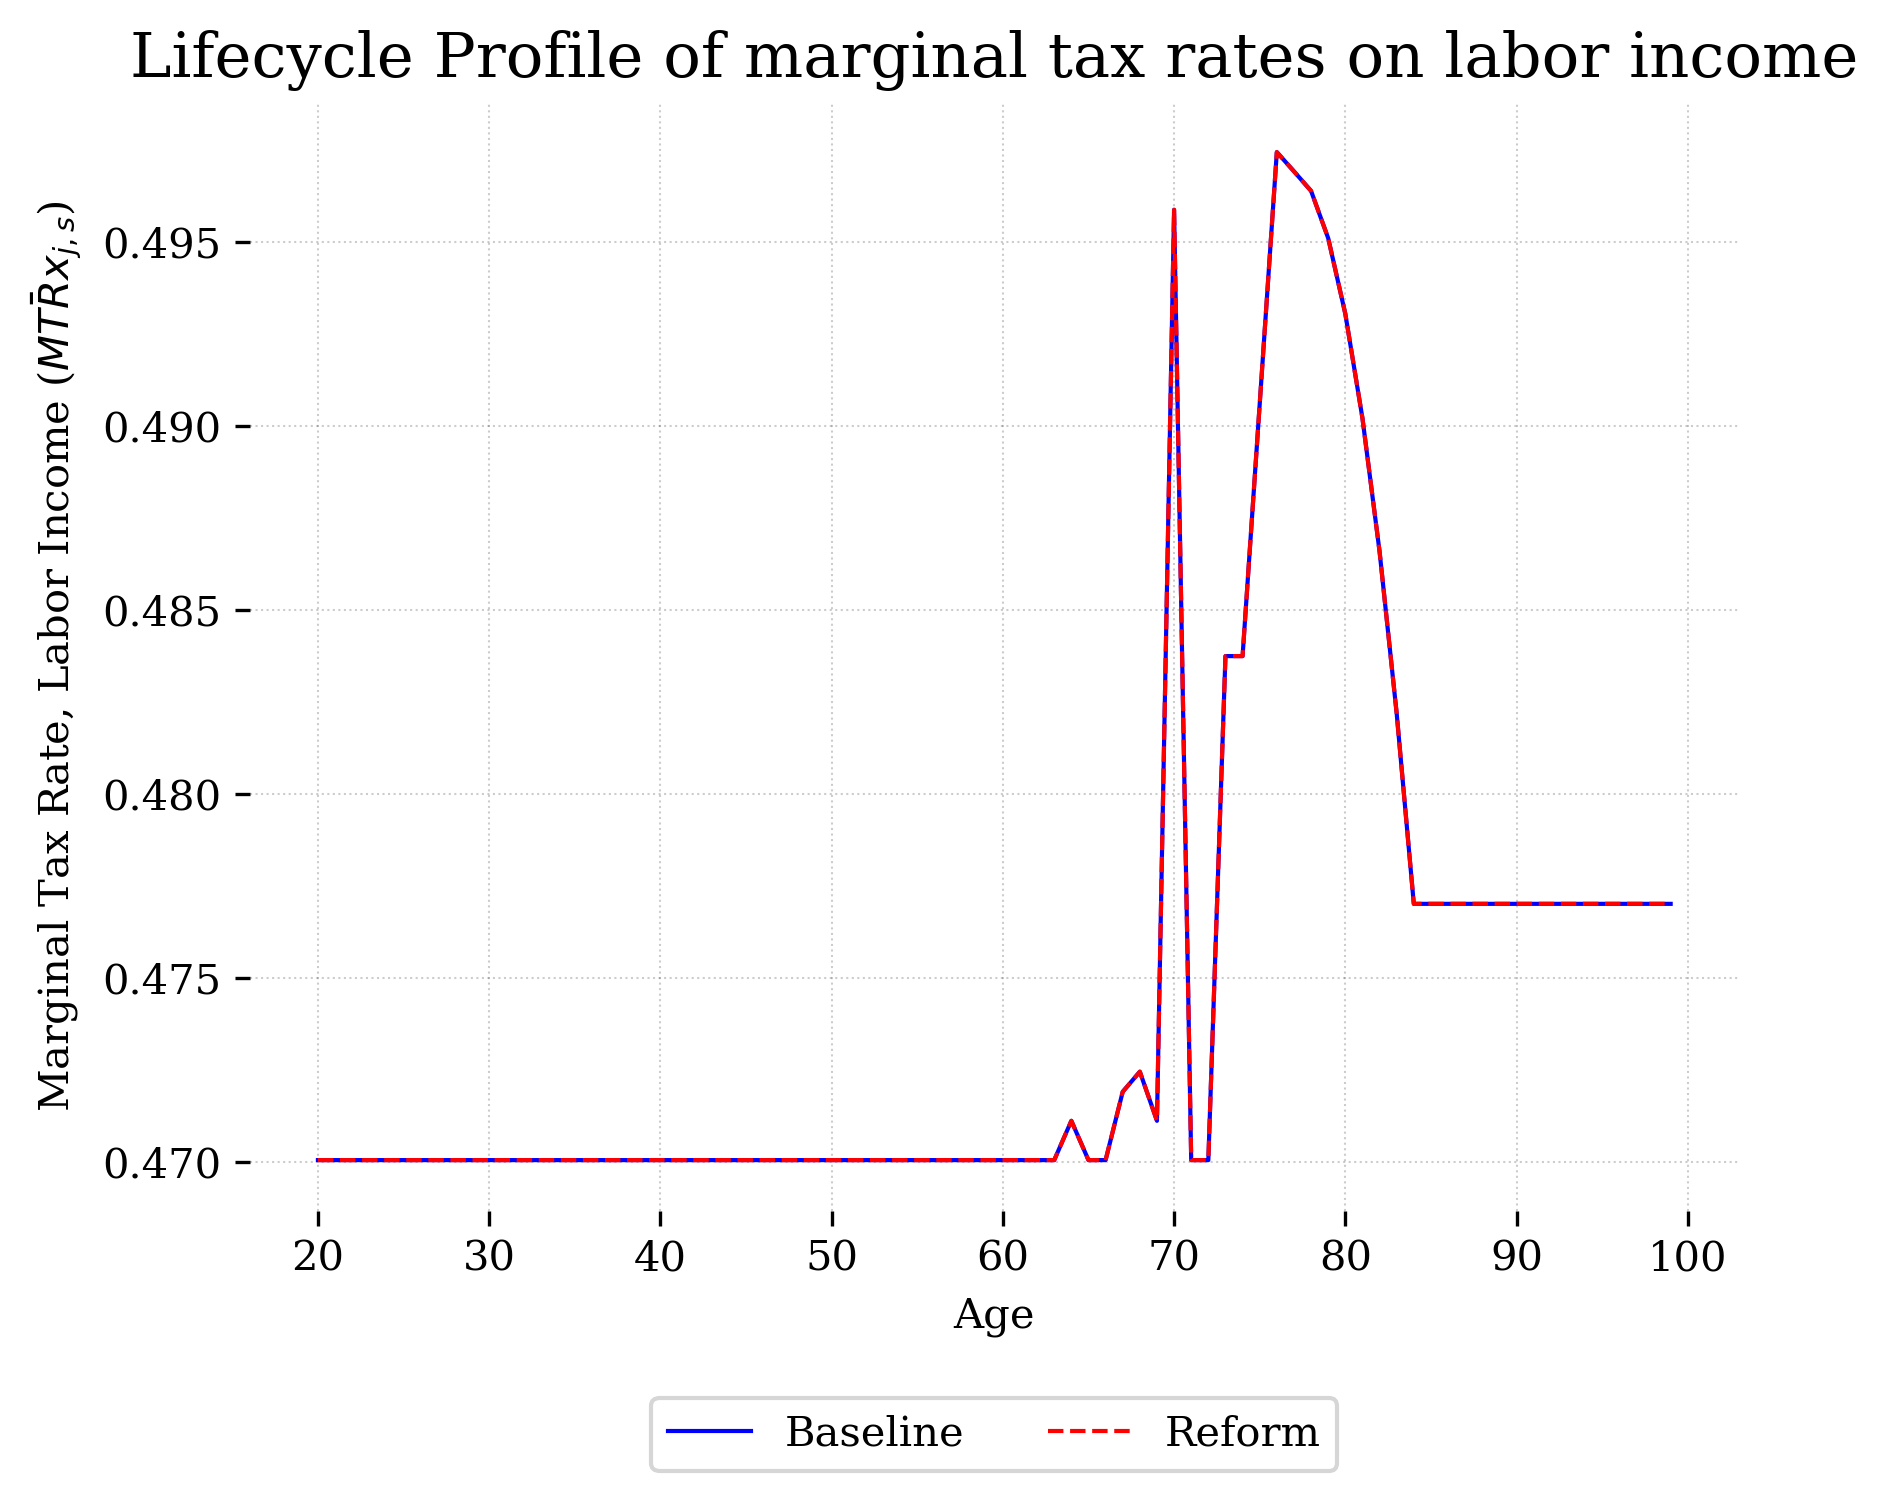 Lifecycle Profile of marginal tax rates on labor income
Marginal Tax Rate, Labor Income ($\bar{MTR}x_{j,s}$)
0.495
0.490
0.485
0.480
0.475
0.470
20 30 40 50 60 70 80 90 100
Age
Baseline Reform